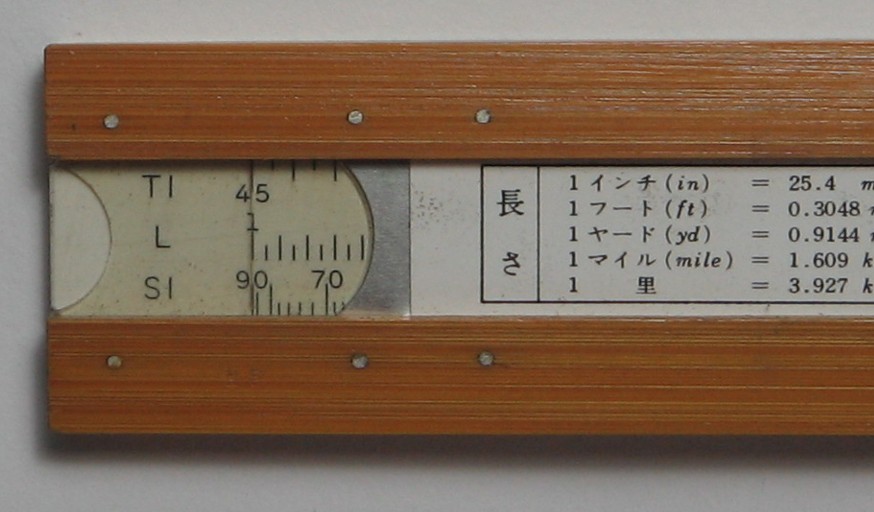 TI 45
L 1
SI 90 70
長さ
1 インチ (in) = 25.4 m
1 フート (ft) = 0.3048
1 ヤード (yd) = 0.9144
1 マイル (mile) = 1.609 k
1 里 = 3.927 k